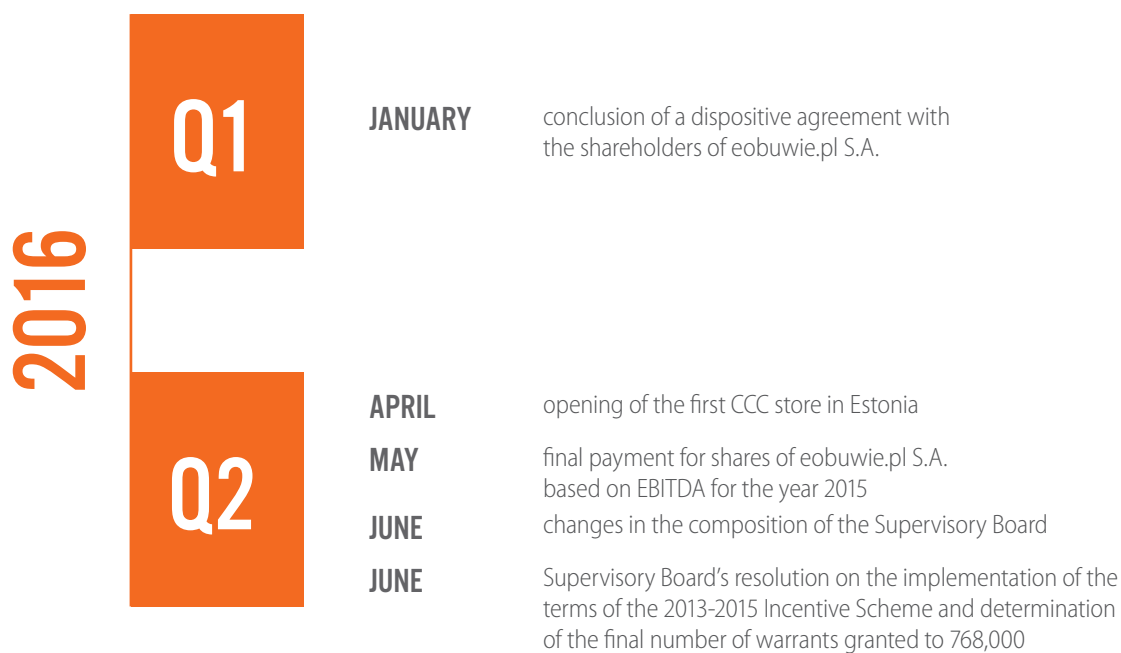 2016
Q1
JANUARY
conclusion of a dispositive agreement with
the shareholders of eobuwie.pl S.A.
Q2
APRIL
opening of the first CCC store in Estonia
MAY
final payment for shares of eobuwie.pl S.A.
based on EBITDA for the year 2015
JUNE
changes in the composition of the Supervisory Board
JUNE
Supervisory Board’s resolution on the implementation of the
terms of the 2013-2015 Incentive Scheme and determination
of the final number of warrants granted to 768,000